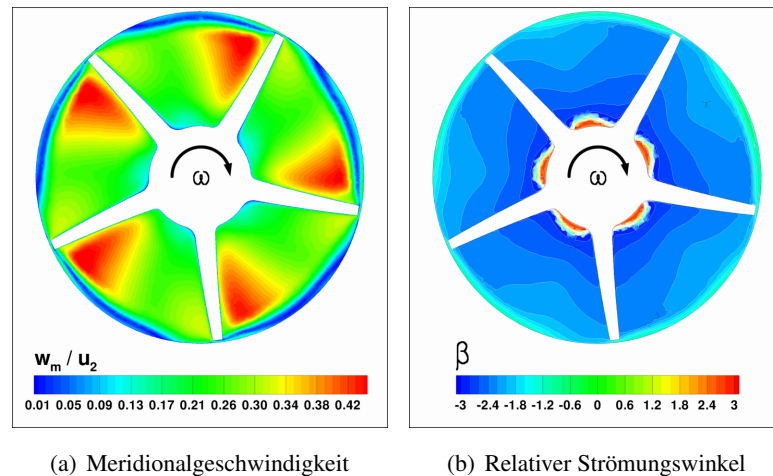 ω
ω
w_m / u_2
0.01 0.05 0.09 0.13 0.17 0.22 0.26 0.30 0.34 0.38 0.42
β
-3 -2.4 -1.8 -1.2 -0.6 0 0.6 1.2 1.8 2.4 3
(a) Meridionalgeschwindigkeit
(b) Relativer Strömungswinkel